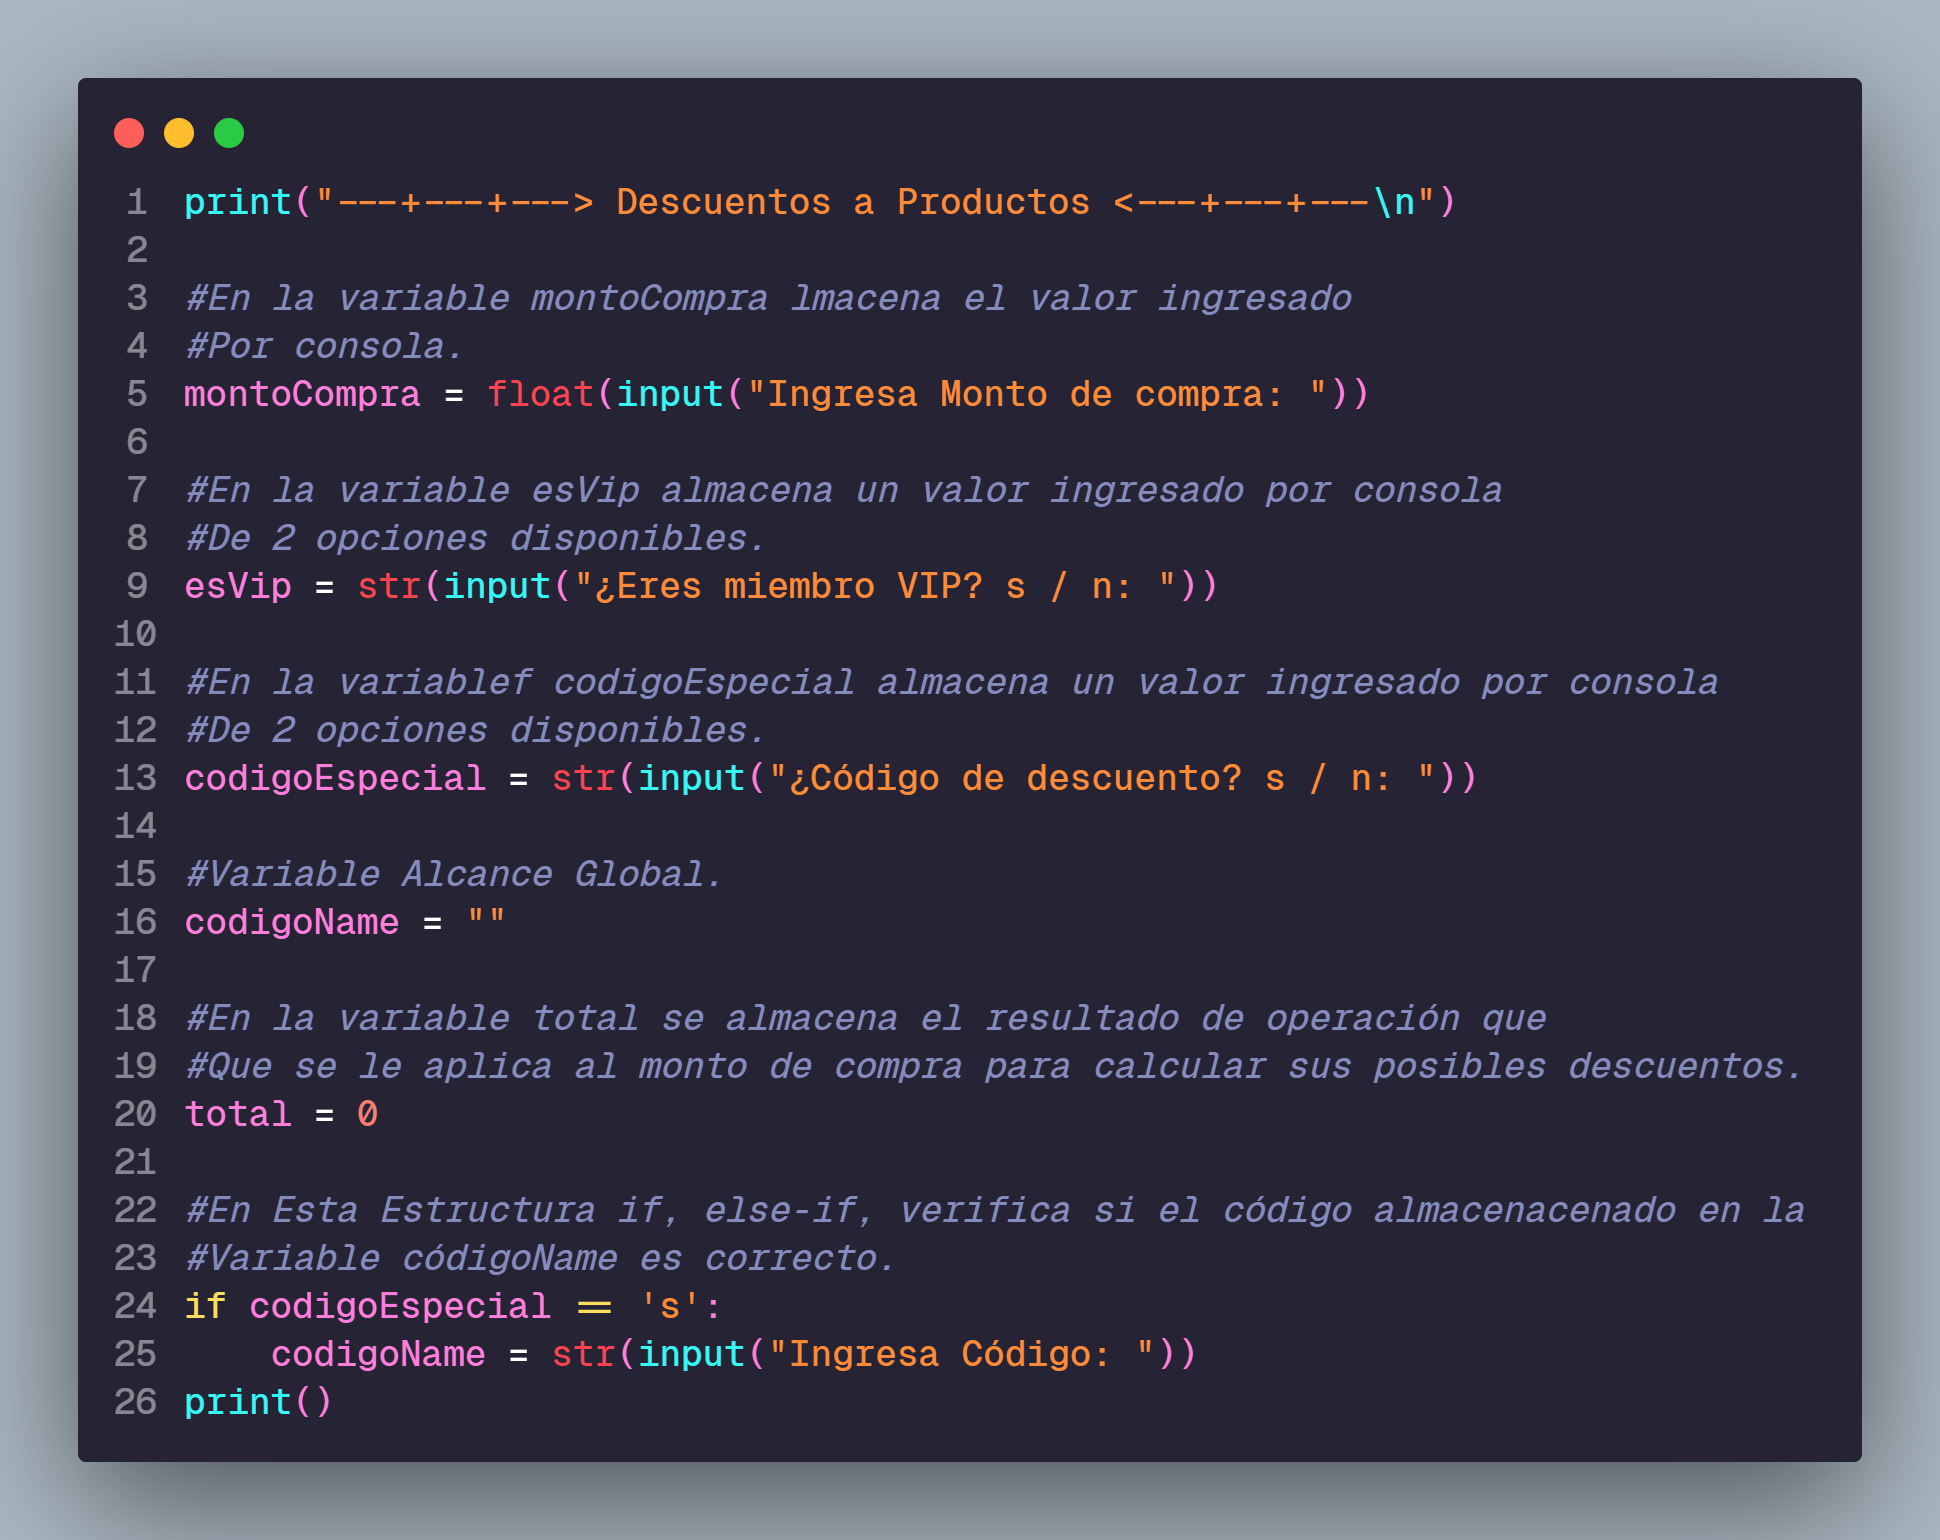 1 print("---+---+---> Descuentos a Productos <---+---+---\n")
2
3 #En la variable montoCompra lmacena el valor ingresado
4 #Por consola.
5 montoCompra = float(input("Ingresa Monto de compra: "))
6
7 #En la variable esVip almacena un valor ingresado por consola
8 #De 2 opciones disponibles.
9 esVip = str(input("¿Eres miembro VIP? s / n: "))
10
11 #En la variablef codigoEspecial almacena un valor ingresado por consola
12 #De 2 opciones disponibles.
13 codigoEspecial = str(input("¿Código de descuento? s / n: "))
14
15 #Variable Alcance Global.
16 codigoName = ""
17
18 #En la variable total se almacena el resultado de operación que
19 #Que se le aplica al monto de compra para calcular sus posibles descuentos.
20 total = 0
21
22 #En Esta Estructura if, else-if, verifica si el código almacenacenado en la
23 #Variable códigoName es correcto.
24 if codigoEspecial == 's':
25     codigoName = str(input("Ingresa Código: "))
26 print()